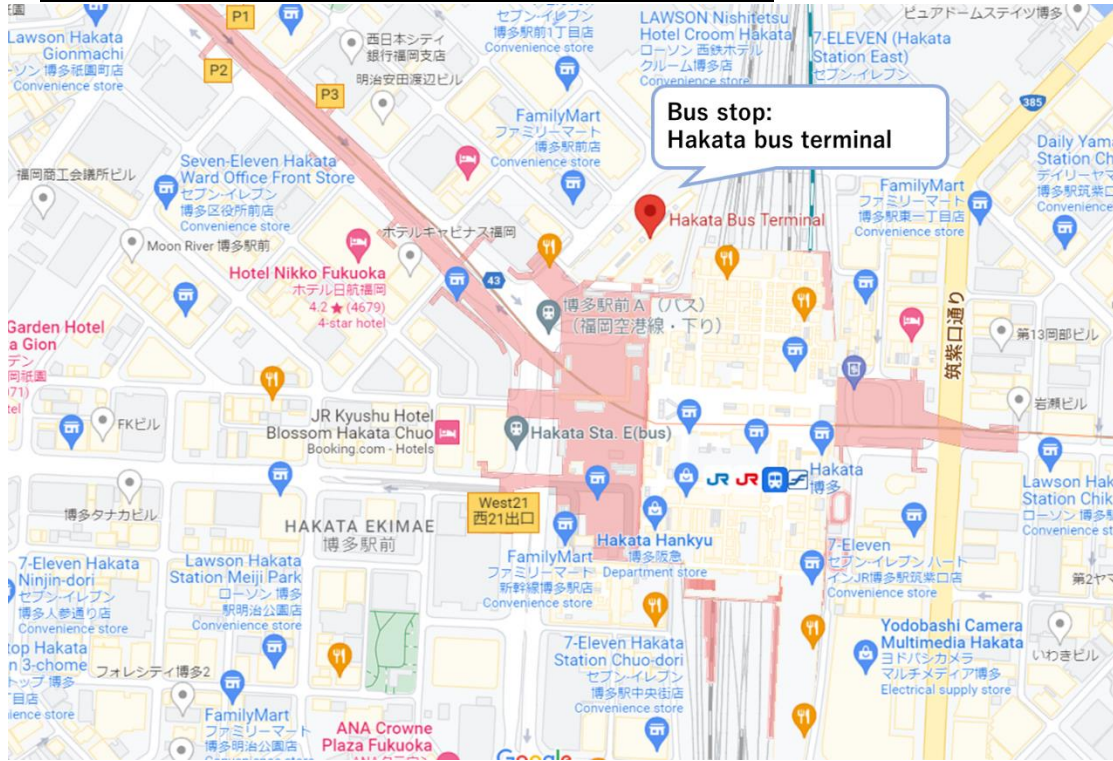 園
P1
P2
P3
Lawson Hakata
Gionmachi
ーソン 博多祇園町店
Convenience store
西日本シティ
銀行福岡支店
明治安田渡辺ビル
セブン-イレブン
博多駅前1丁目店
Convenience store
LAWSON Nishitetsu
Hotel Croom Hakata
ローソン 西鉄ホテル
クルーム博多店
Convenience store
ピュアドームステイツ博多
7-ELEVEN (Hakata
Station East)
セブン-イレブン
385
Bus stop:
Hakata bus terminal
FamilyMart
ファミリーマート
博多駅前店
Convenience store
Daily Yama
Station Ch
デイリーヤマ
博多駅筑紫口
Convenience
福岡商工会議所ビル
Seven-Eleven Hakata
Ward Office Front Store
セブン-イレブン
博多区役所前店
Convenience store
Hakata Bus Terminal
FamilyMart
ファミリーマート
博多駅東一丁目店
Convenience store
Moon River 博多駅前
ホテルキャビナス福岡
Hotel Nikko Fukuoka
ホテル日航福岡
4.2★(4679)
4-star hotel
43
博多駅前A(バス)
(福岡空港線・下り)
筑紫口通り
第13岡部ビル
Garden Hotel
a Gion
デン
岡祇園
71)
tel
FKビル
JR Kyushu Hotel
Blossom Hakata Chuo
Booking.com - Hotels
Hakata Sta. E(bus)
岩瀬ビル
JR JR
Hakata
博多
West21
西21出口
博多タナカビル
HAKATA EKIMAE
博多駅前
Lawson Hak
Station Chik
ローソン 博多駅
Convenience st
7-Eleven Hakata
Ninjin-dori
セブン-イレブン
博多人参通り店
Convenience store
Lawson Hakata
Station Meiji Park
ローソン 博多
駅明治公園店
Convenience store
FamilyMart
ファミリーマート
新幹線博多駅店
Convenience store
Hakata Hankyu
博多阪急
Department store
7-Eleven
セブン-イレブン ハート
インJR博多駅筑紫口店
Convenience store
第2ヤマ
top Hakata
n 3-chome
トップ 博多
丁目店
ience store
フォレシティ博多2
7-Eleven Hakata
Station Chuo-dori
セブン-イレブン
博多駅中央街店
Convenience store
Yodobashi Camera
Multimedia Hakata
ヨドバシカメラ
マルチメディア博多
Electrical supply store
いわきビル
FamilyMart
ファミリーマート
博多明治公園店
Convenience store
ANA Crowne
Plaza Fukuoka
Google